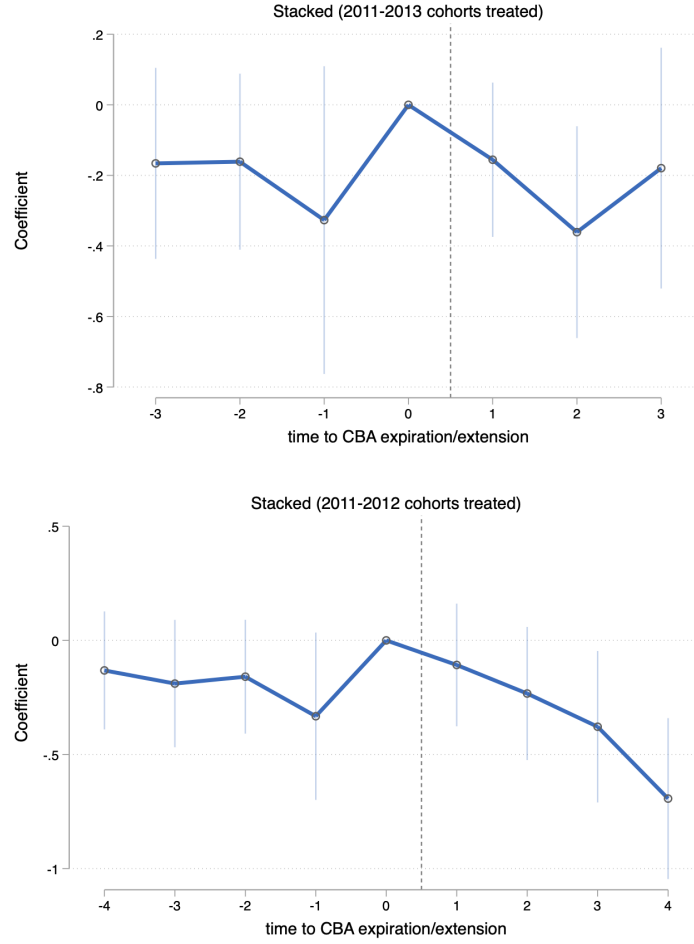 Stacked (2011-2013 cohorts treated)
.2
0
-.2
-.4
-.6
-.8
Coefficient
-3 -2 -1 0 1 2 3
time to CBA expiration/extension
Stacked (2011-2012 cohorts treated)
.5
0
-.5
-1
Coefficient
-4 -3 -2 -1 0 1 2 3 4
time to CBA expiration/extension